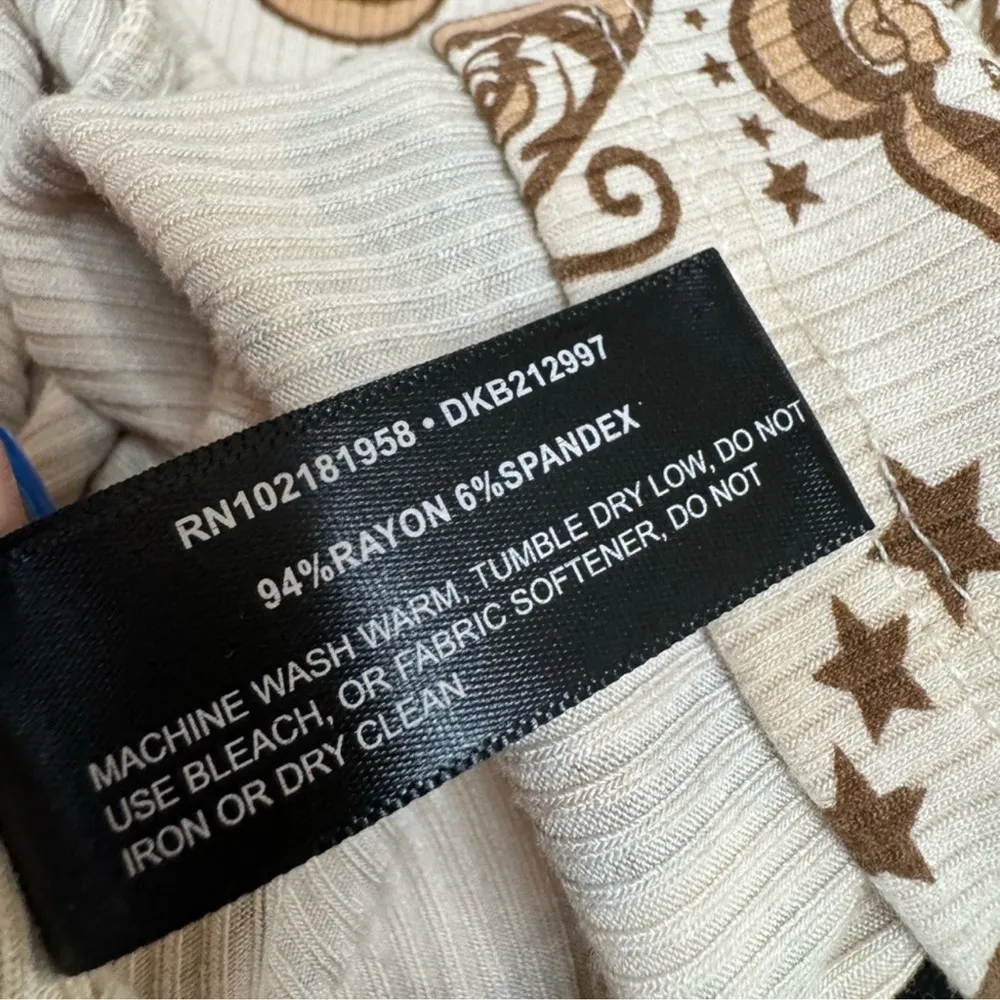 RN102181958 • DKB212997
94%RAYON 6%SPANDEX
MACHINE WASH WARM, TUMBLE DRY LOW, DO NOT
USE BLEACH, OR FABRIC SOFTENER, DO NOT
IRON OR DRY CLEAN